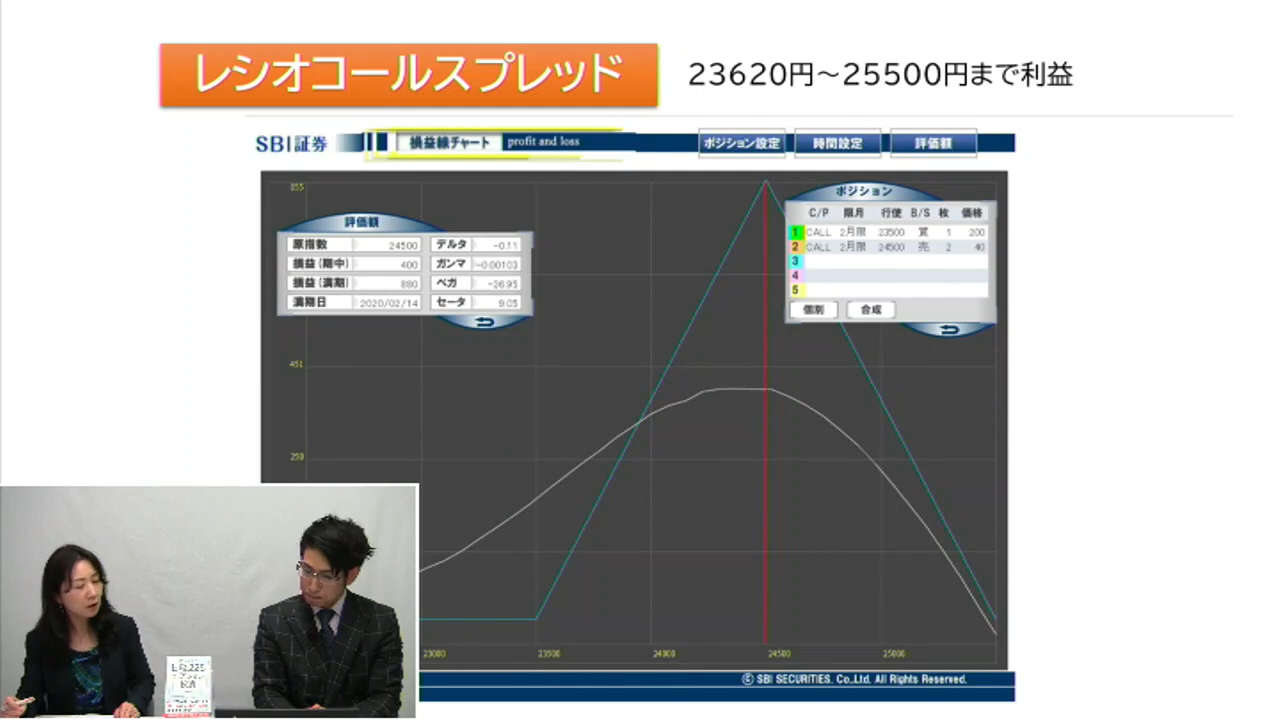 レシオコールスプレッド 23620円～25500円まで利益
SBI証券 損益線チャート profit and loss ポジション設定 時間設定 評価額
855
451
250
23000 23500 24000 24500 25000
評価額
原指数 24500 デルタ -0.11
損益(期中) 400 ガンマ -0.00103
損益(満期) 880 ベガ -26.95
満期日 2020/02/14 セータ 9.05
ポジション
C/P 限月 行使 B/S 枚 価格
1 CALL 2月限 23500 買 1 200
2 CALL 2月限 24500 売 2 40
3
4
5
個別 合成
© SBI SECURITIES. Co.,Ltd. All Rights Reserved.